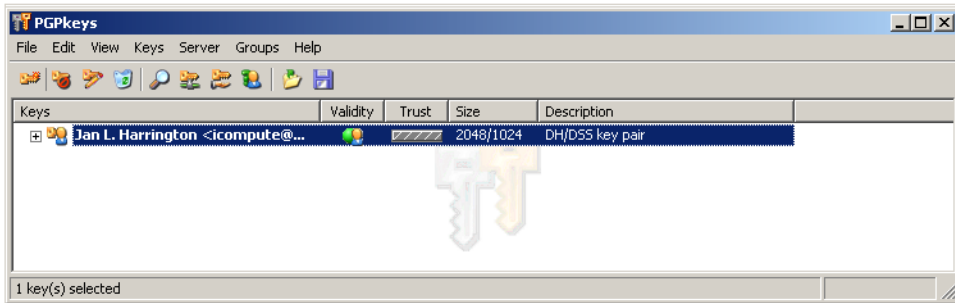 PGPkeys
File Edit View Keys Server Groups Help
Keys Validity Trust Size Description
Jan L. Harrington <icompute@... 2048/1024 DH/DSS key pair
1 key(s) selected